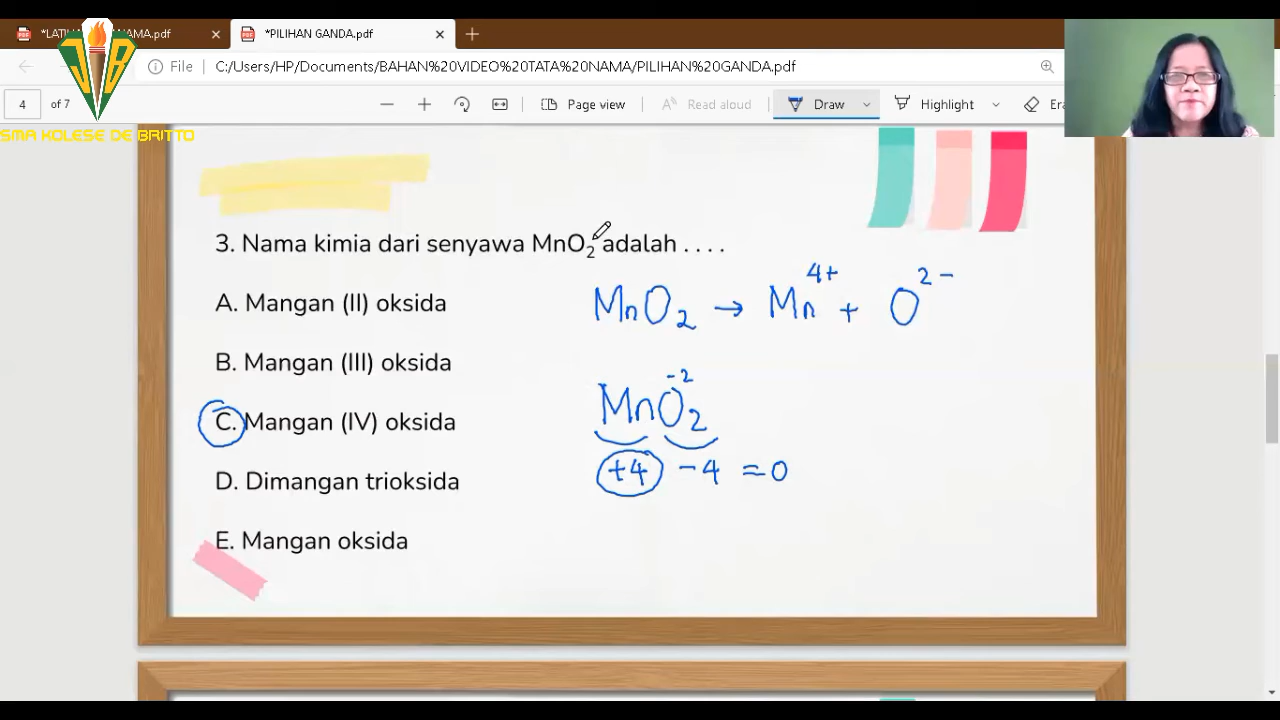 *LATI NAMA.pdf
*PILIHAN GANDA.pdf
SMA KOLESE DE BRITTO
File C:/Users/HP/Documents/BAHAN%20VIDEO%20TATA%20NAMA/PILIHAN%20GANDA.pdf
4 of 7 Page view Read aloud Draw Highlight
3. Nama kimia dari senyawa MnO₂ adalah . . . .
A. Mangan (II) oksida
B. Mangan (III) oksida
C. Mangan (IV) oksida
D. Dimangan trioksida
E. Mangan oksida
MnO₂ → Mn⁴⁺ + O²⁻
-2
MnO₂
+4 -4 = 0